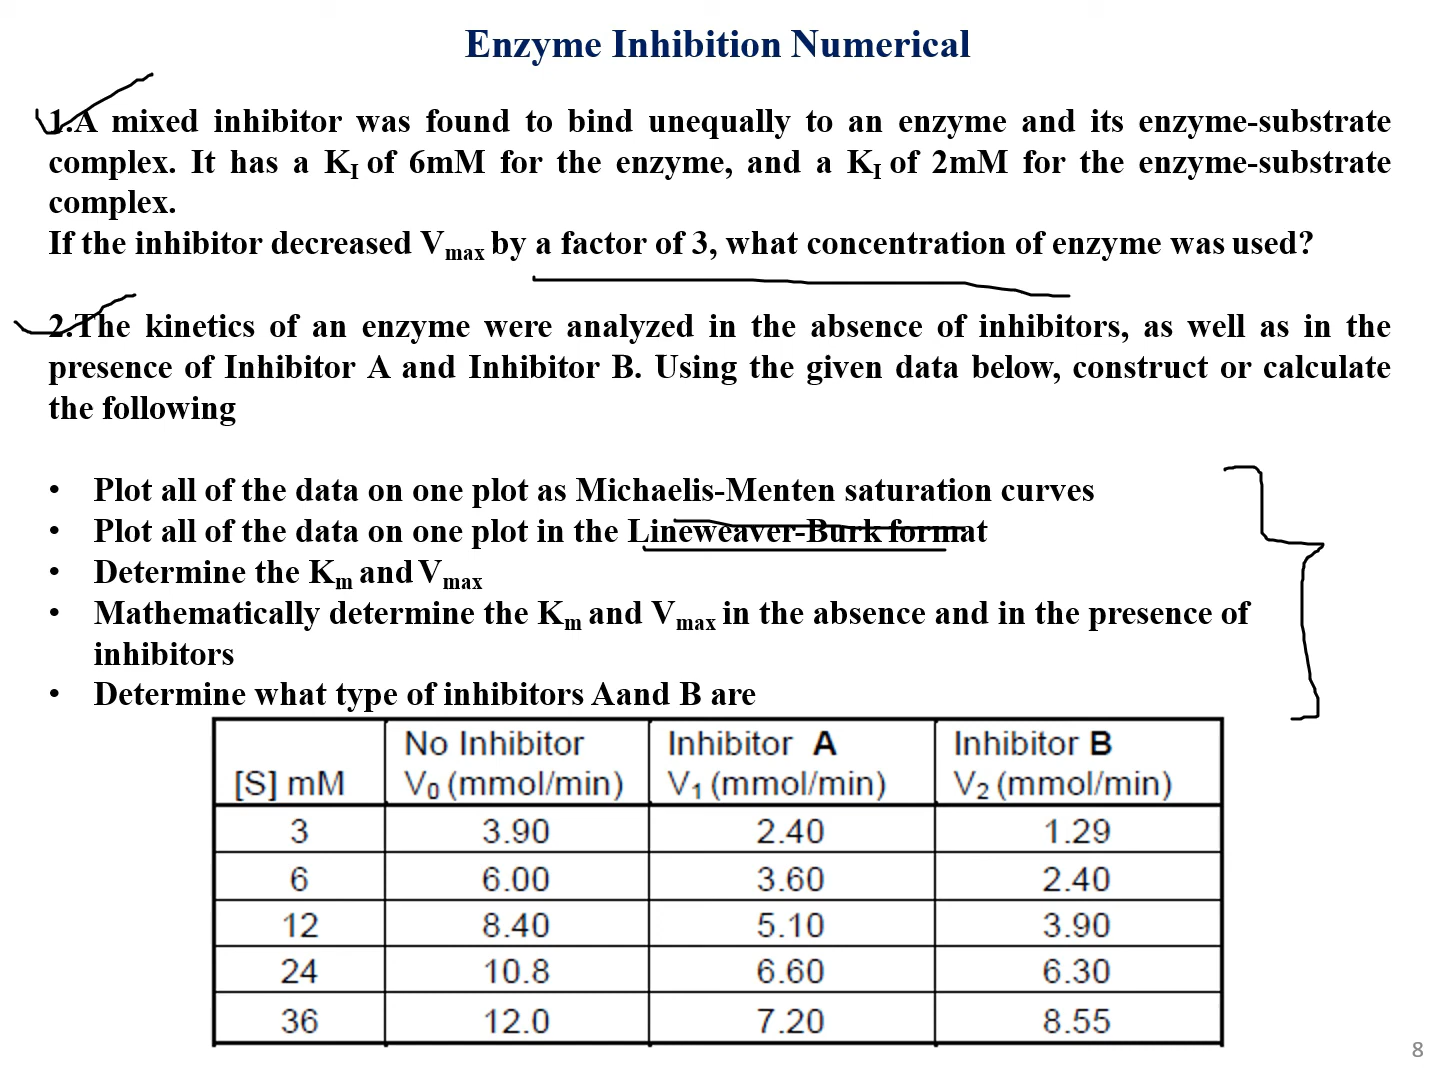 Enzyme Inhibition Numerical
1.A mixed inhibitor was found to bind unequally to an enzyme and its enzyme-substrate
complex. It has a KI of 6mM for the enzyme, and a KI of 2mM for the enzyme-substrate
complex.
If the inhibitor decreased Vmax by a factor of 3, what concentration of enzyme was used?
2.The kinetics of an enzyme were analyzed in the absence of inhibitors, as well as in the
presence of Inhibitor A and Inhibitor B. Using the given data below, construct or calculate
the following
• Plot all of the data on one plot as Michaelis-Menten saturation curves
• Plot all of the data on one plot in the Lineweaver-Burk format
• Determine the Km and Vmax
• Mathematically determine the Km and Vmax in the absence and in the presence of
inhibitors
• Determine what type of inhibitors Aand B are
No Inhibitor Inhibitor A Inhibitor B
[S] mM V0 (mmol/min) V1 (mmol/min) V2 (mmol/min)
3 3.90 2.40 1.29
6 6.00 3.60 2.40
12 8.40 5.10 3.90
24 10.8 6.60 6.30
36 12.0 7.20 8.55
8